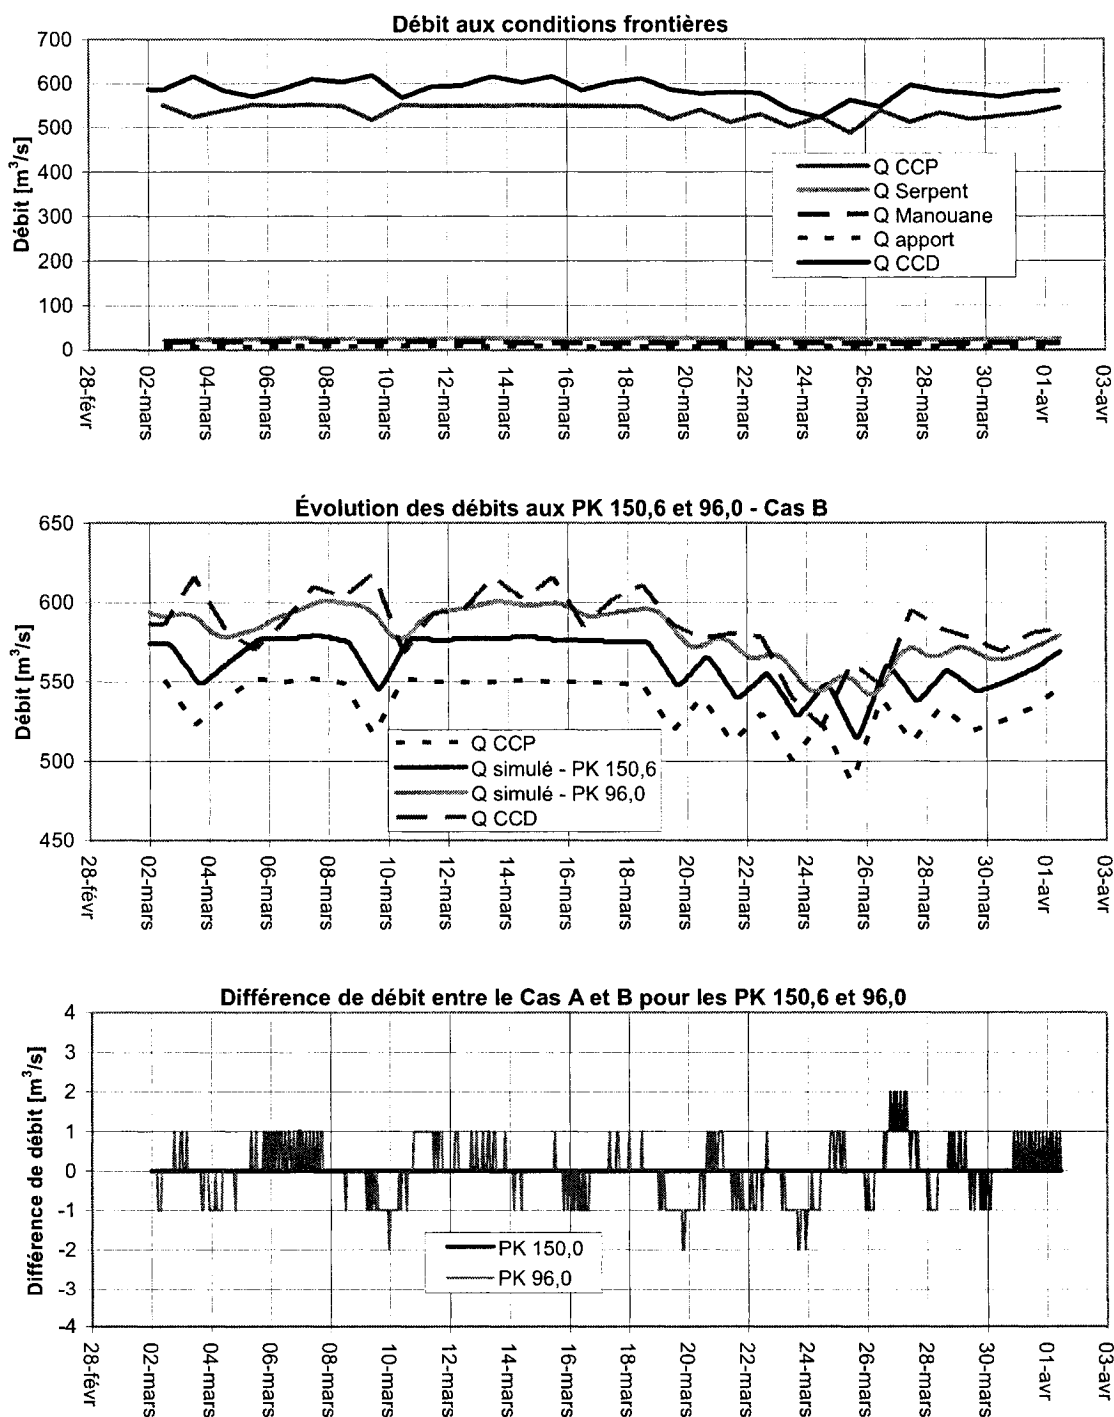 Débit aux conditions frontières
Débit [m³/s]
700
600
500
400
300
200
100
0
Q CCP
Q Serpent
Q Manouane
Q apport
Q CCD
28-févr
02-mars
04-mars
06-mars
08-mars
10-mars
12-mars
14-mars
16-mars
18-mars
20-mars
22-mars
24-mars
26-mars
28-mars
30-mars
01-avr
03-avr
Évolution des débits aux PK 150,6 et 96,0 - Cas B
Débit [m³/s]
650
600
550
500
450
Q CCP
Q simulé - PK 150,6
Q simulé - PK 96,0
Q CCD
28-févr
02-mars
04-mars
06-mars
08-mars
10-mars
12-mars
14-mars
16-mars
18-mars
20-mars
22-mars
24-mars
26-mars
28-mars
30-mars
01-avr
03-avr
Différence de débit entre le Cas A et B pour les PK 150,6 et 96,0
Différence de débit [m³/s]
4
3
2
1
0
-1
-2
-3
-4
PK 150,0
PK 96,0
28-févr
02-mars
04-mars
06-mars
08-mars
10-mars
12-mars
14-mars
16-mars
18-mars
20-mars
22-mars
24-mars
26-mars
28-mars
30-mars
01-avr
03-avr